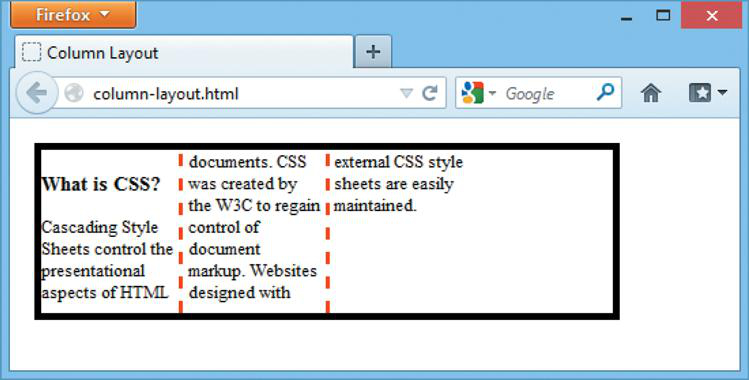 Firefox
Column Layout
column-layout.html
Google
What is CSS?
Cascading Style
Sheets control the
presentational
aspects of HTML
documents. CSS
was created by
the W3C to regain
control of
document
markup. Websites
designed with
external CSS style
sheets are easily
maintained.